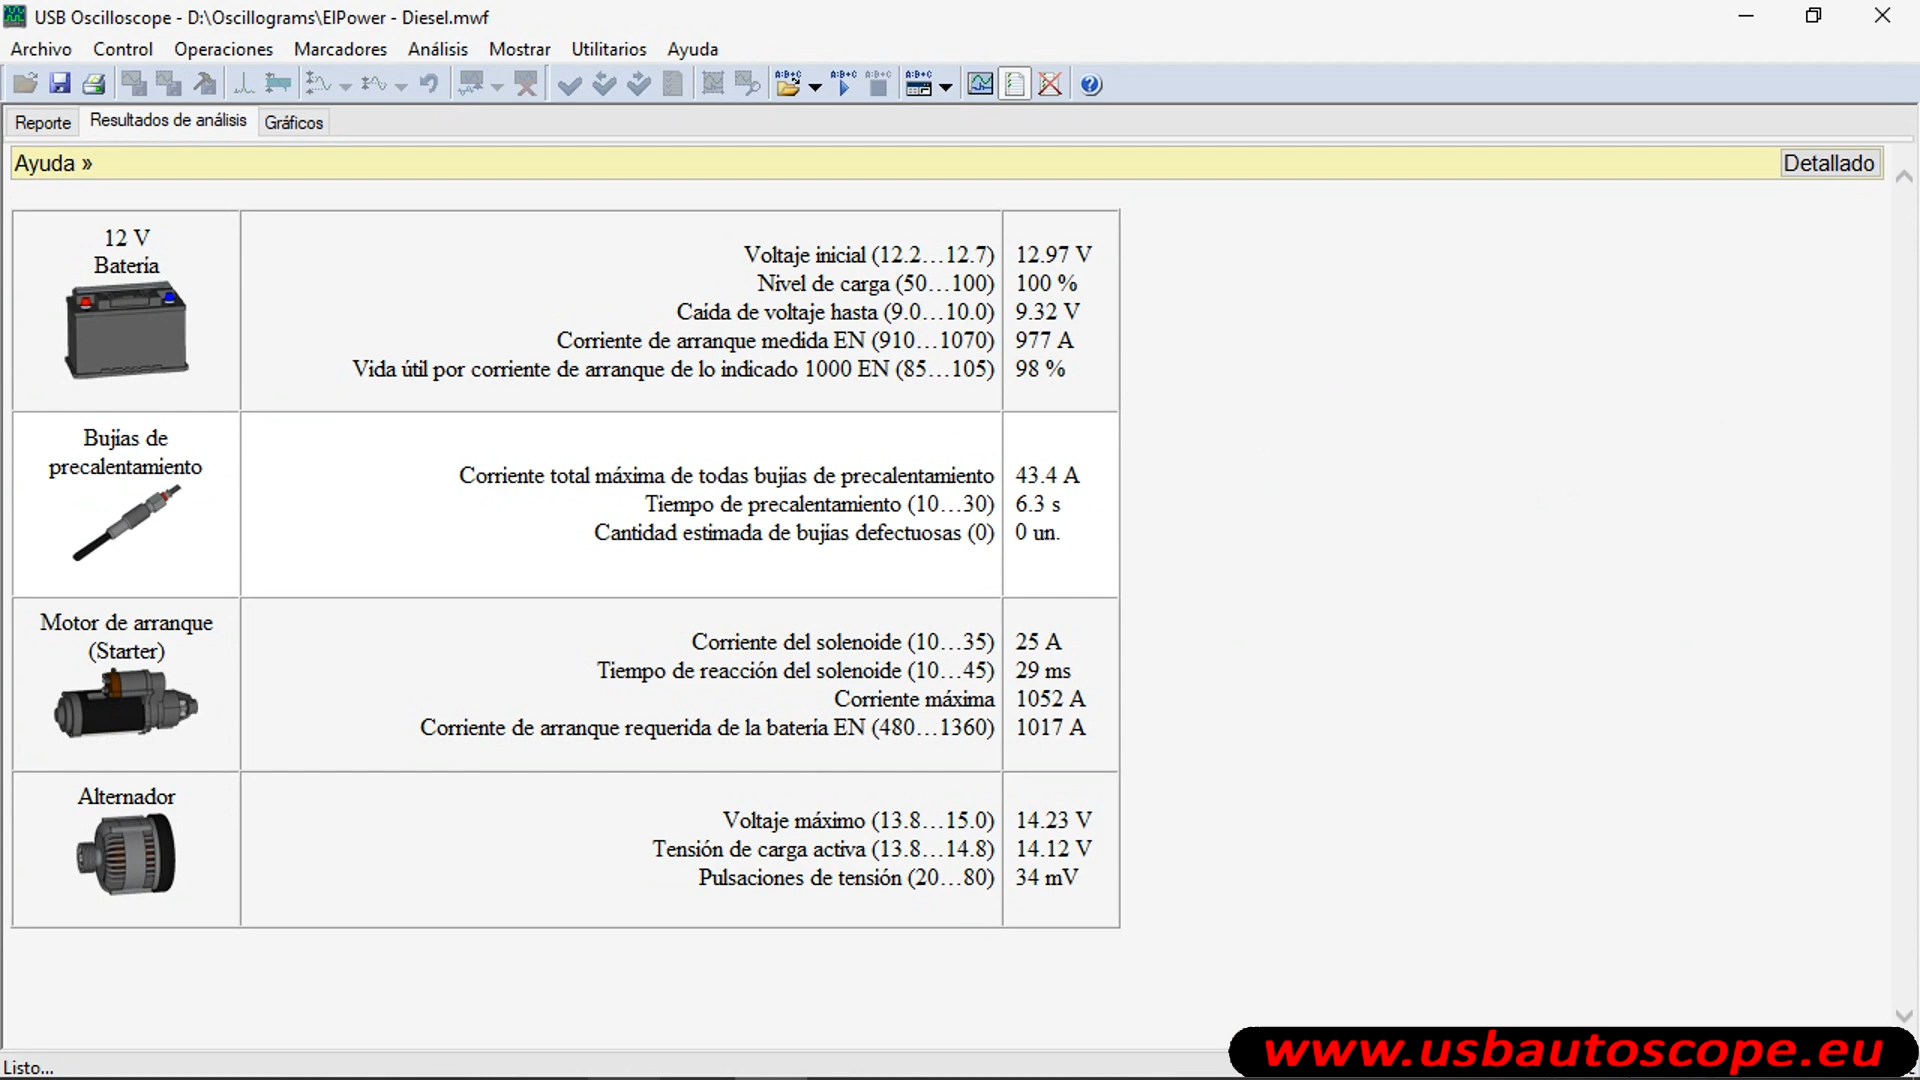 USB Oscilloscope - D:\Oscillograms\ElPower - Diesel.mwf
Archivo Control Operaciones Marcadores Análisis Mostrar Utilitarios Ayuda
A:B+C A:B+C A:B+C A:B+C
Reporte Resultados de análisis Gráficos
Ayuda » Detallado
12 V
Batería
Voltaje inicial (12.2…12.7) 12.97 V
Nivel de carga (50…100) 100 %
Caída de voltaje hasta (9.0…10.0) 9.32 V
Corriente de arranque medida EN (910…1070) 977 A
Vida útil por corriente de arranque de lo indicado 1000 EN (85…105) 98 %
Bujías de
precalentamiento
Corriente total máxima de todas bujías de precalentamiento 43.4 A
Tiempo de precalentamiento (10…30) 6.3 s
Cantidad estimada de bujías defectuosas (0) 0 un.
Motor de arranque
(Starter)
Corriente del solenoide (10…35) 25 A
Tiempo de reacción del solenoide (10…45) 29 ms
Corriente máxima 1052 A
Corriente de arranque requerida de la batería EN (480…1360) 1017 A
Alternador
Voltaje máximo (13.8…15.0) 14.23 V
Tensión de carga activa (13.8…14.8) 14.12 V
Pulsaciones de tensión (20…80) 34 mV
Listo...
www.usbautoscope.eu